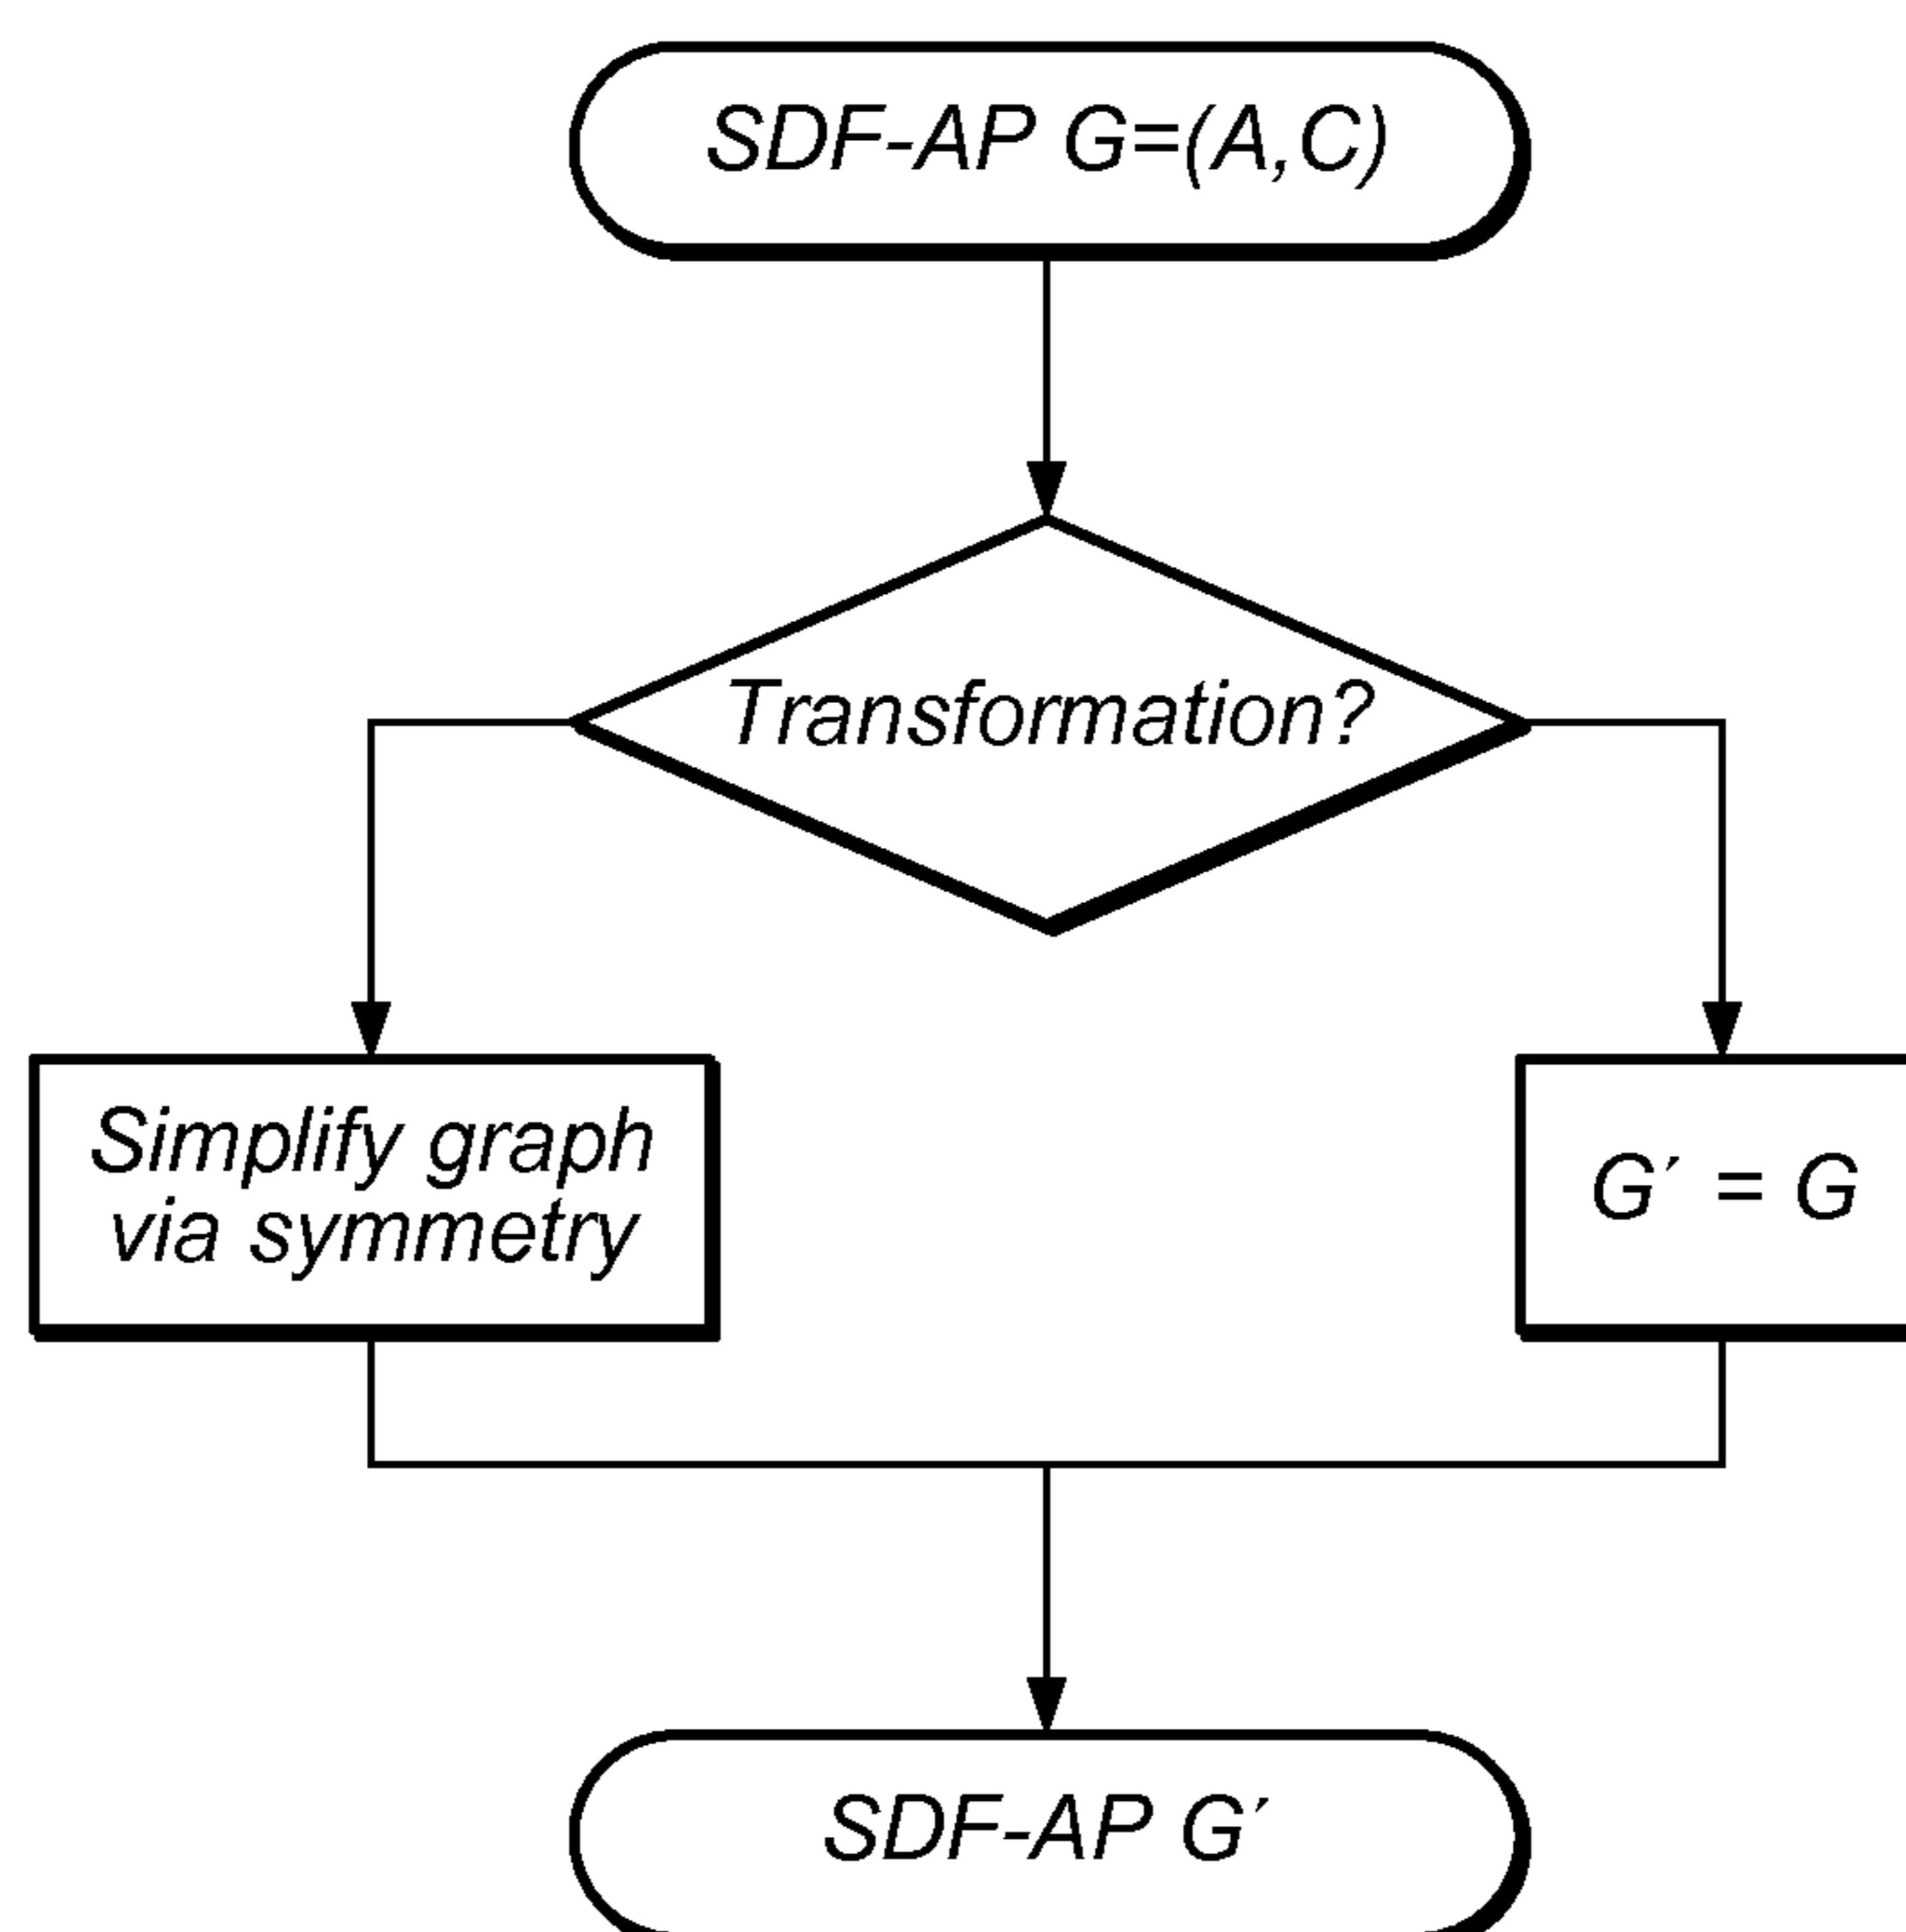 SDF-AP G=(A,C)
Transformation?
Simplify graph
via symmetry
G´ = G
SDF-AP G´